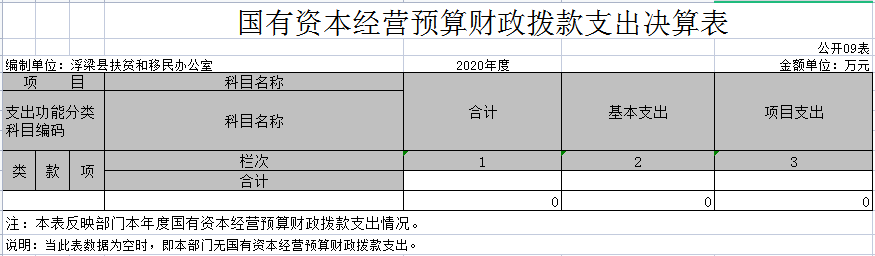 国有资本经营预算财政拨款支出决算表
公开09表
编制单位：浮梁县扶贫和移民办公室 2020年度 金额单位：万元
项 目 科目名称 合计 基本支出 项目支出
支出功能分类科目编码 科目名称
类 款 项 栏次 1 2 3
合计
0 0 0
注：本表反映部门本年度国有资本经营预算财政拨款支出情况。
说明：当此表数据为空时，即本部门无国有资本经营预算财政拨款支出。